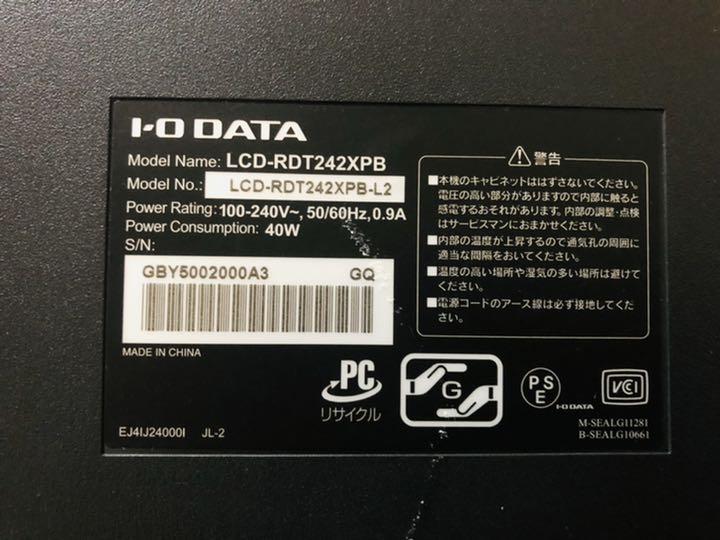 I-O DATA
Model Name: LCD-RDT242XPB
Model No.: LCD-RDT242XPB-L2
Power Rating: 100-240V~, 50/60Hz, 0.9A
Power Consumption: 40W
S/N:
GBY5002000A3 GQ
MADE IN CHINA
EJ4IJ24000I JL-2
警告
■本機のキャビネットははずさないでください。
電圧の高い部分がありますので内部に触ると
感電するおそれがあります。内部の調整・点検
はサービスマンにおまかせください。
■内部の温度が上昇するので通気孔の周囲に
適当な間隔をおいてください。
■温度の高い場所や湿気の多い場所は避けて
ください。
■電源コードのアース線は必ず接地してくだ
さい。
PC
リサイクル
G
PS
E
I-O DATA
VCI
M-SEALG11281
B-SEALG10661